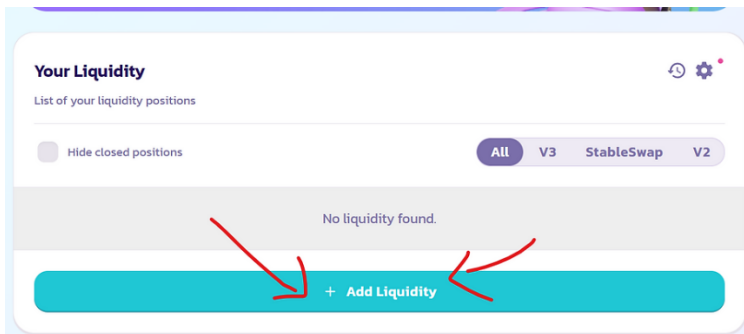 Your Liquidity
List of your liquidity positions
Hide closed positions
All V3 StableSwap V2
No liquidity found.
+ Add Liquidity